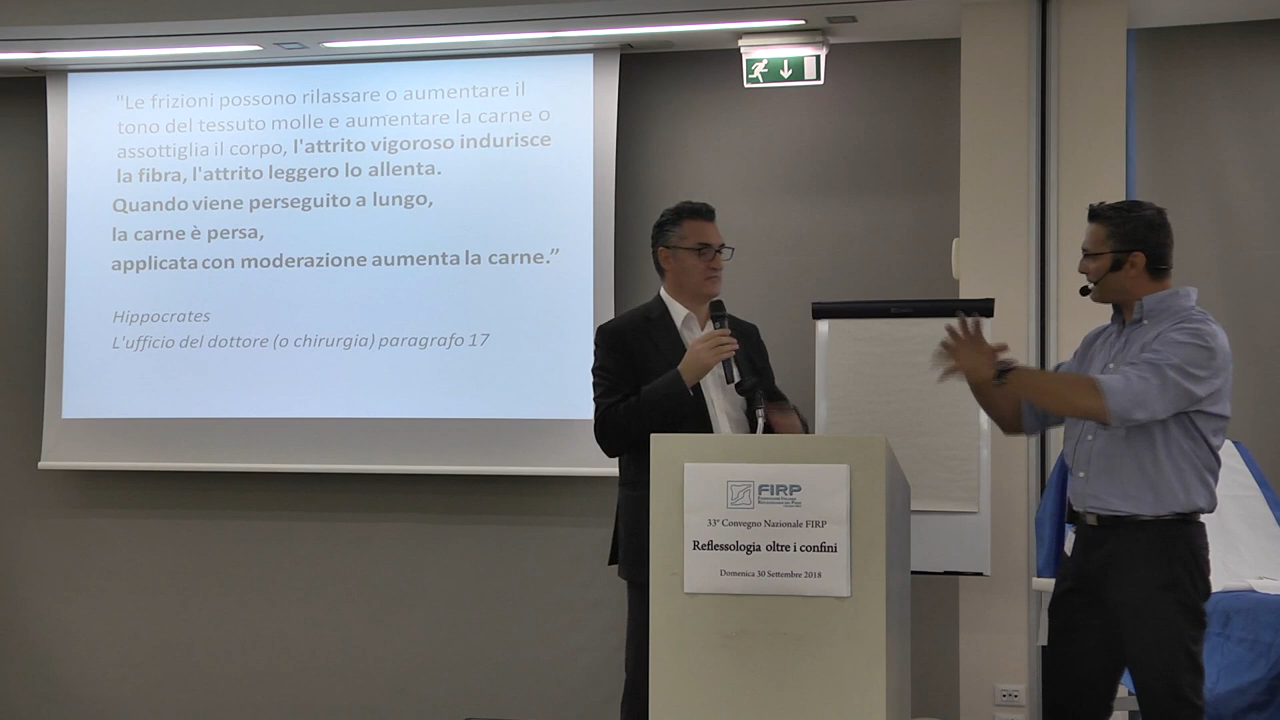 "Le frizioni possono rilassare o aumentare il
tono del tessuto molle e aumentare la carne o
assottiglia il corpo, l'attrito vigoroso indurisce
la fibra, l'attrito leggero lo allenta.
Quando viene perseguito a lungo,
la carne è persa,
applicata con moderazione aumenta la carne.”
Hippocrates
L'ufficio del dottore (o chirurgia) paragrafo 17
FIRP
33° Convegno Nazionale FIRP
Reflessologia oltre i confini
Domenica 30 Settembre 2018